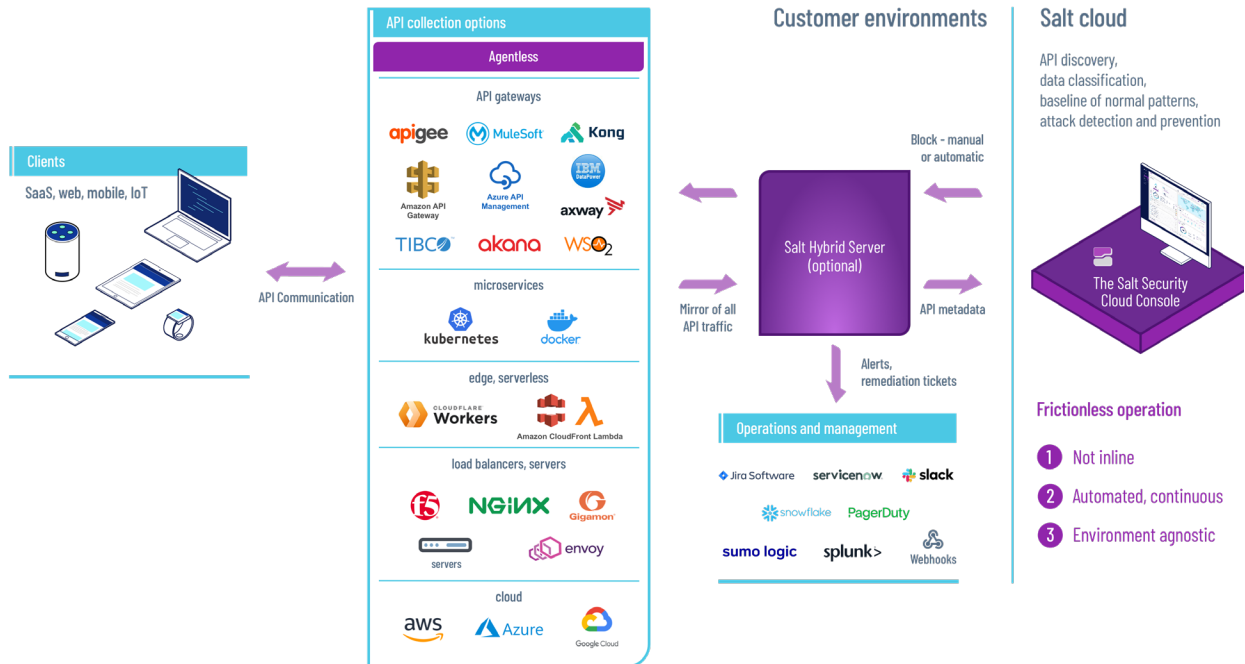 Clients
SaaS, web, mobile, IoT
API Communication
API collection options
Agentless
API gateways
apigee
MuleSoft
Kong
Amazon API
Gateway
Azure API
Management
IBM
DataPower
axway
TIBCO
akana
WSO2
microservices
kubernetes
docker
edge, serverless
CLOUDFLARE
Workers
Amazon CloudFront Lambda
load balancers, servers
f5
NGINX
Gigamon
servers
envoy
cloud
aws
Azure
Google Cloud
Customer environments
Mirror of all
API traffic
Salt Hybrid Server
(optional)
Block - manual
or automatic
API metadata
Alerts,
remediation tickets
Operations and management
Jira Software
servicenow
slack
snowflake
PagerDuty
sumo logic
splunk>
Webhooks
Salt cloud
API discovery,
data classification,
baseline of normal patterns,
attack detection and prevention
The Salt Security
Cloud Console
Frictionless operation
1 Not inline
2 Automated, continuous
3 Environment agnostic